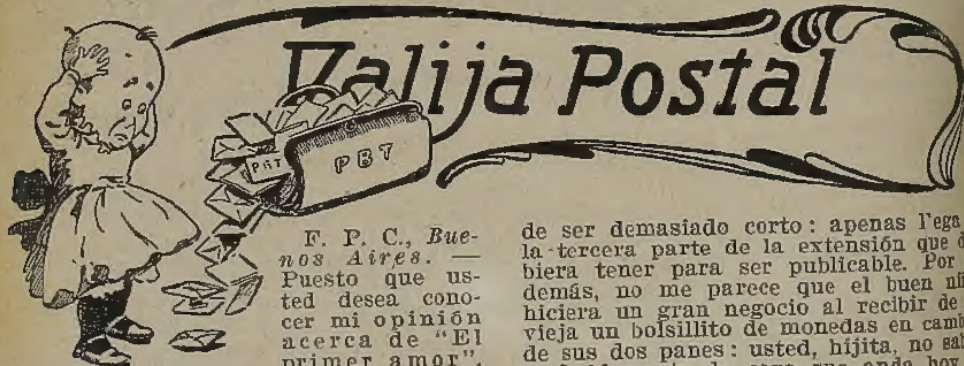 Valija Postal
PBT
PBT
F. P. C., Bue-
nos Aires. —
Puesto que us-
ted desea cono-
cer mi opinión
acerca de "El
primer amor",
de ser demasiado corto: apenas l'ega
la tercera parte de la extensión que d
biera tener para ser publicable. Por
demás, no me parece que el buen ni
hiciera un gran negocio al recibir de
vieja un bolsillito de monedas en camb
de sus dos panes: usted, hijita, no sab